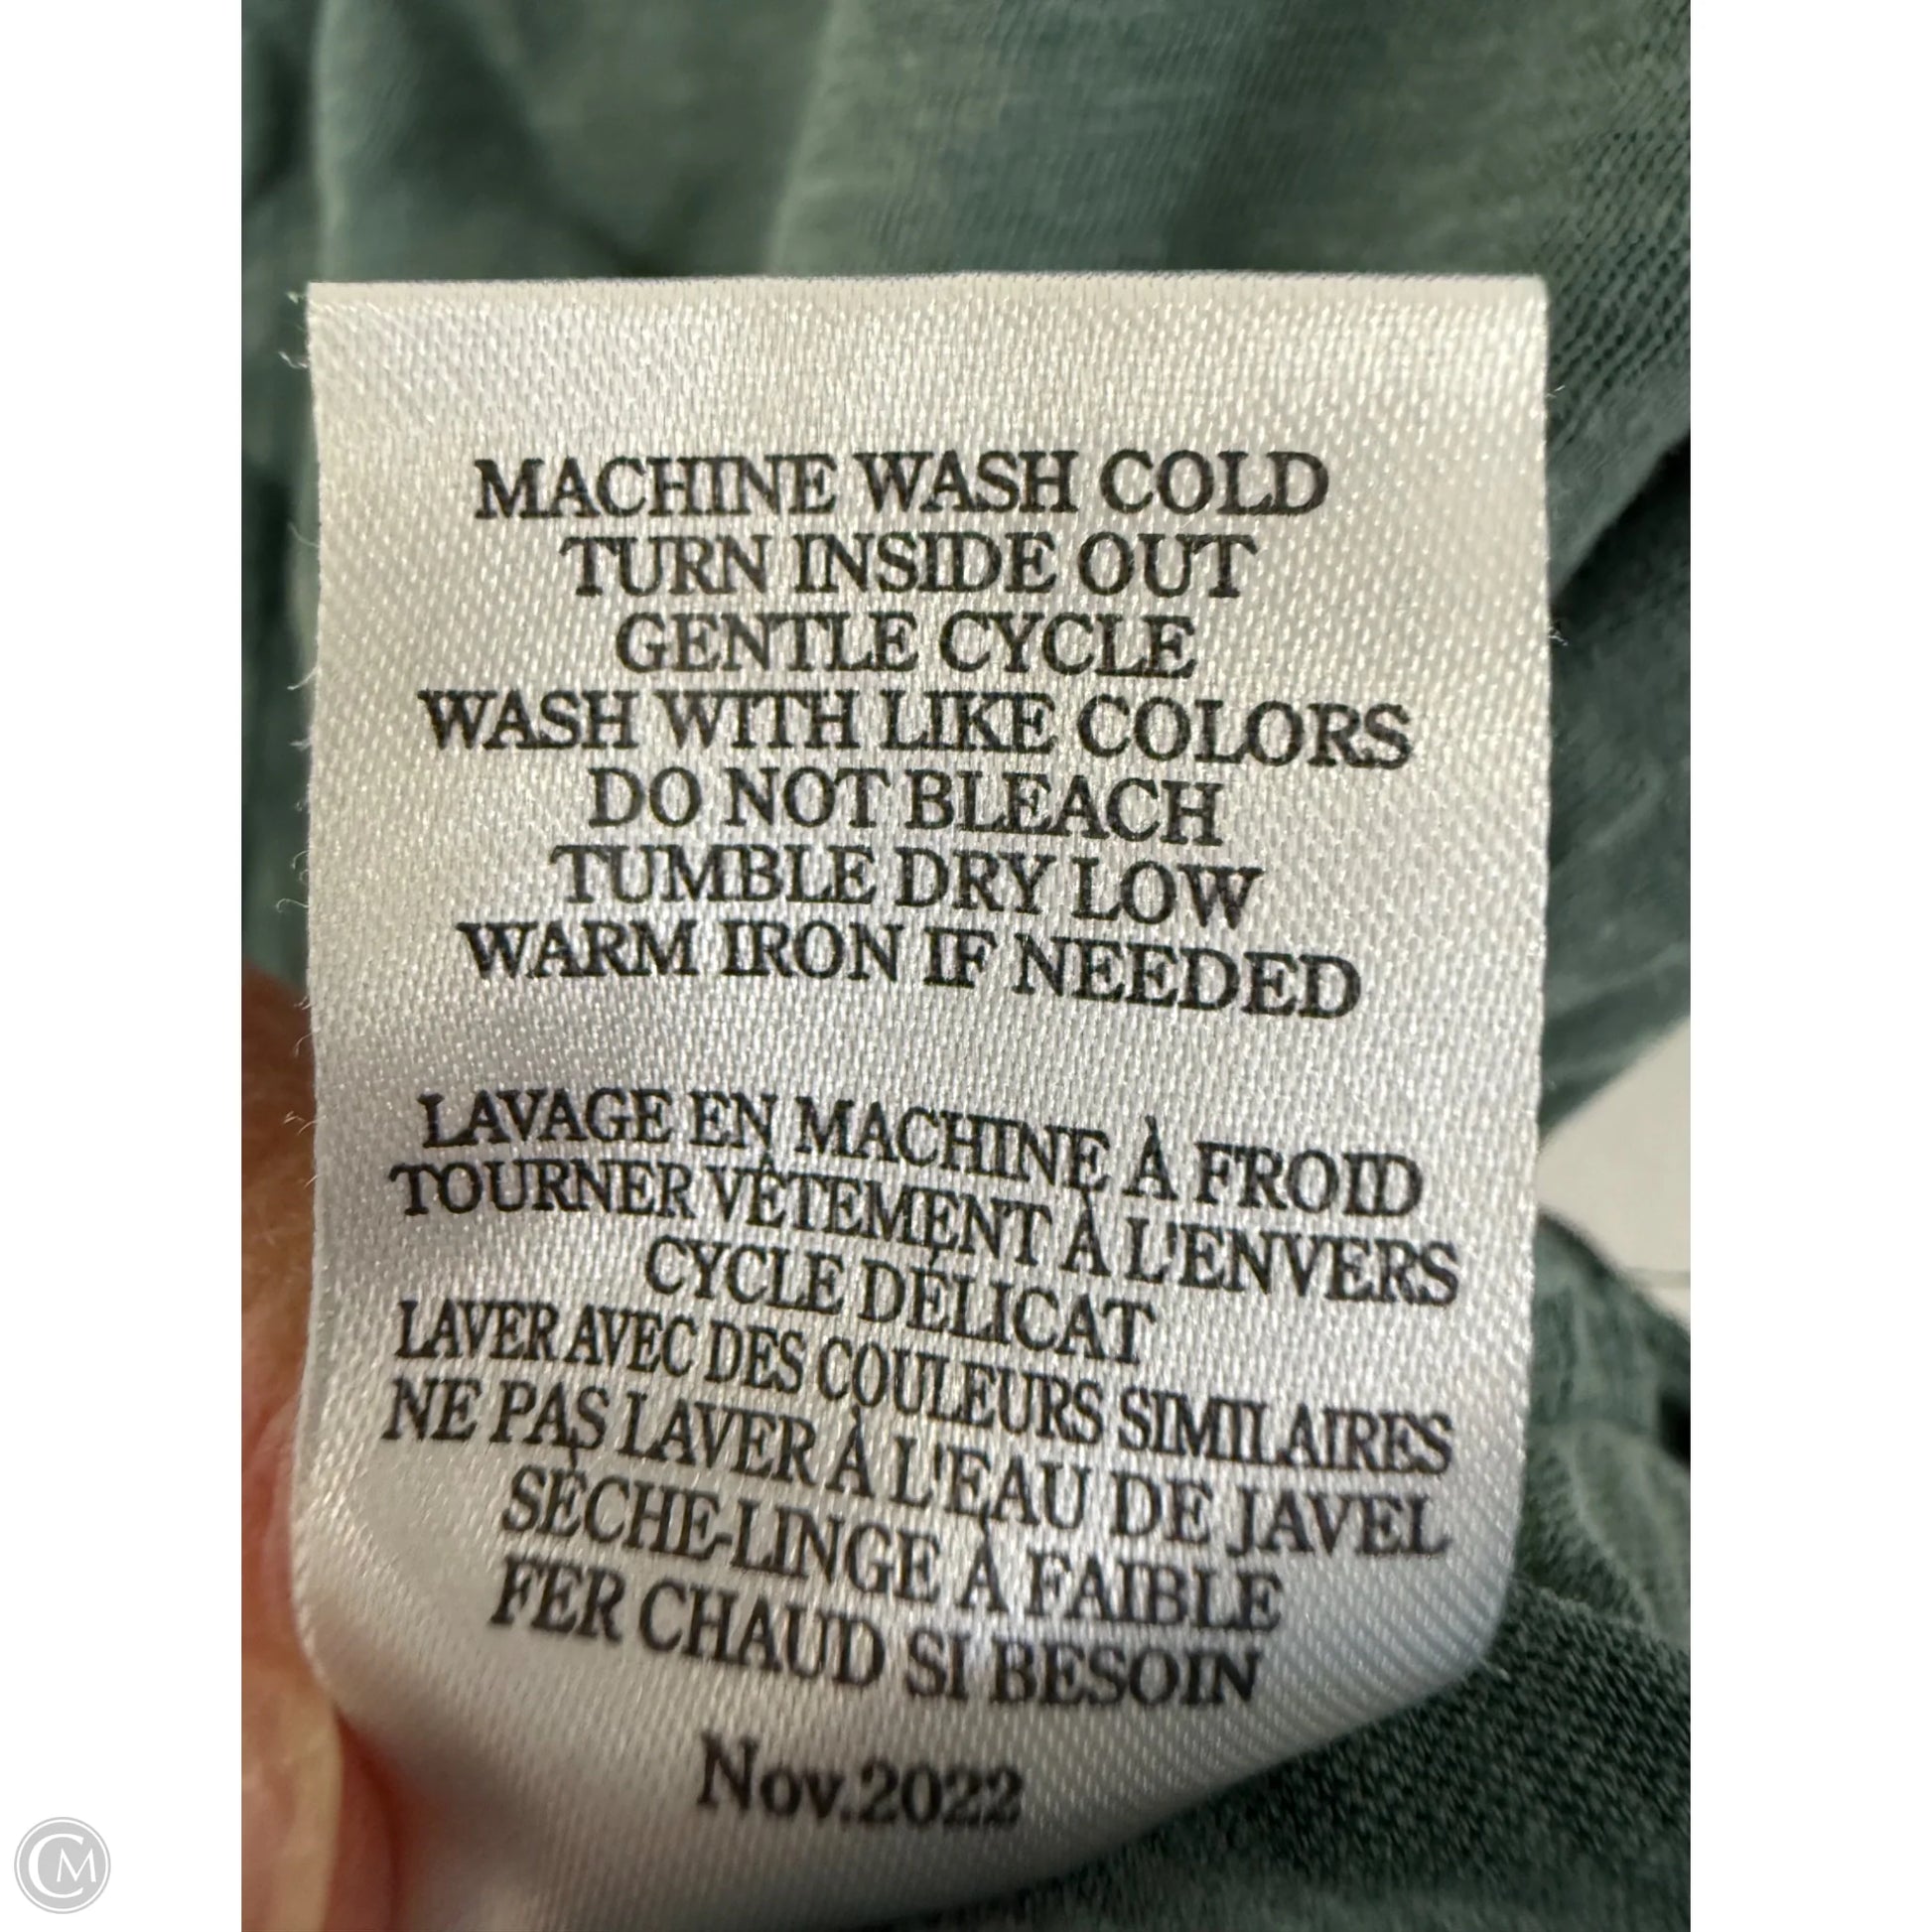 MACHINE WASH COLD
TURN INSIDE OUT
GENTLE CYCLE
WASH WITH LIKE COLORS
DO NOT BLEACH
TUMBLE DRY LOW
WARM IRON IF NEEDED
LAVAGE EN MACHINE À FROID
TOURNER VÊTEMENT À L'ENVERS
CYCLE DÉLICAT
LAVER AVEC DES COULEURS SIMILAIRES
NE PAS LAVER À L'EAU DE JAVEL
SÈCHE-LINGE À FAIBLE
FER CHAUD SI BESOIN
Nov.2022
CM